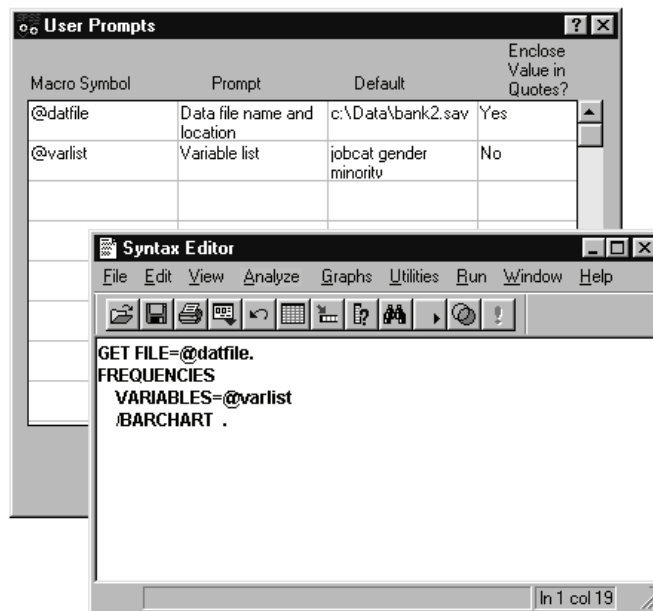 User Prompts
Macro Symbol Prompt Default Enclose Value in Quotes?
@datfile Data file name and location c:\Data\bank2.sav Yes
@varlist Variable list jobcat gender minority No
Syntax Editor
File Edit View Analyze Graphs Utilities Run Window Help
GET FILE=@datfile.
FREQUENCIES
VARIABLES=@varlist
/BARCHART .
ln 1 col 19